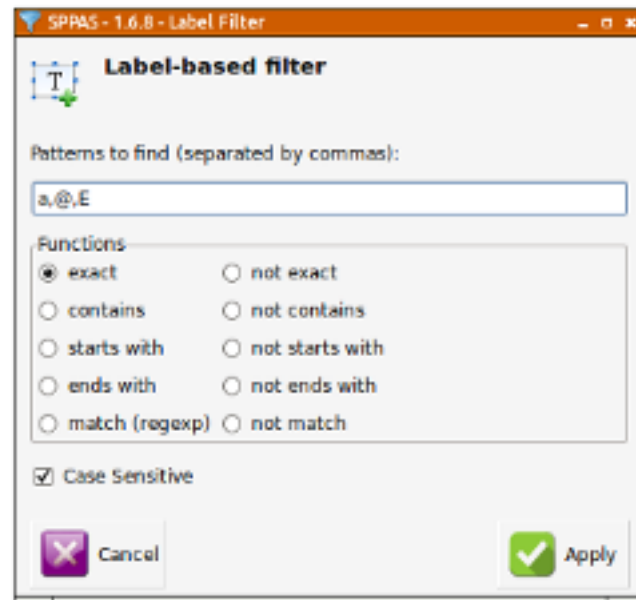 SPPAS - 1.6.8 - Label Filter
T
Label-based filter
Patterns to find (separated by commas):
a,@,E
Functions
exact not exact
contains not contains
starts with not starts with
ends with not ends with
match (regexp) not match
Case Sensitive
Cancel Apply